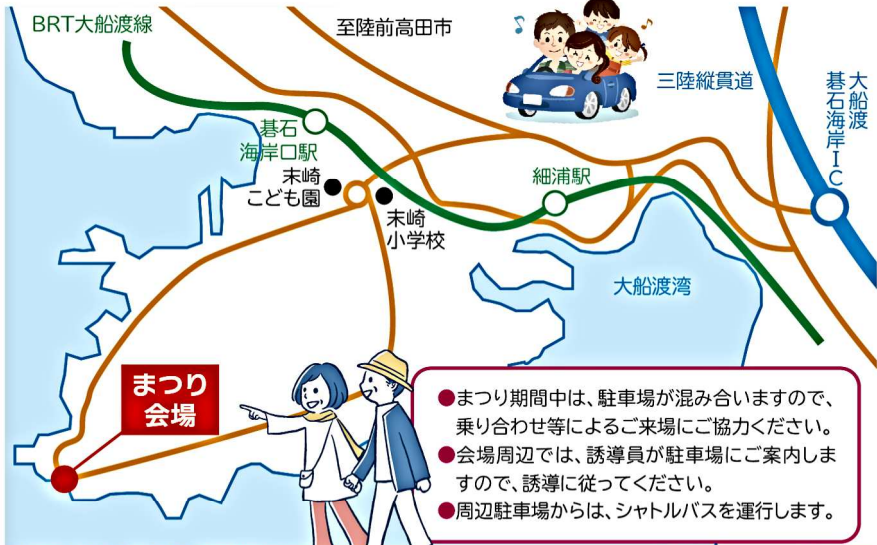 BRT大船渡線
至陸前高田市
三陸縦貫道
大船渡
碁石海岸IC
碁石
海岸口駅
末崎
こども園
末崎
小学校
細浦駅
大船渡湾
まつり
会場
●まつり期間中は、駐車場が混み合いますので、
乗り合わせ等によるご来場にご協力ください。
●会場周辺では、誘導員が駐車場にご案内しま
すので、誘導に従ってください。
●周辺駐車場からは、シャトルバスを運行します。